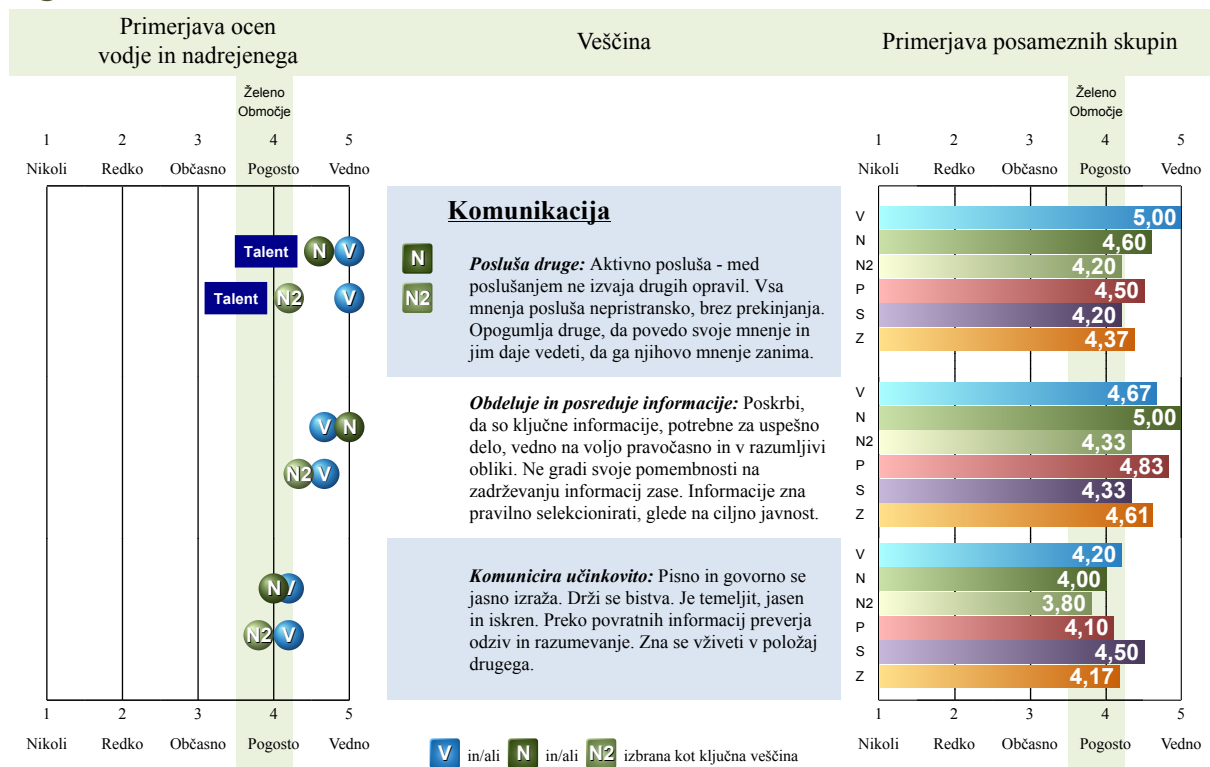 Primerjava ocen
vodje in nadrejenega
Veščina
Primerjava posameznih skupin
Želeno
Območje
1 2 3 4 5
Nikoli Redko Občasno Pogosto Vedno
Talent N V
Talent N2 V
V N
N2 V
N V
N2 V
1 2 3 4 5
Nikoli Redko Občasno Pogosto Vedno
Komunikacija
N
N2
Posluša druge: Aktivno posluša - med
poslušanjem ne izvaja drugih opravil. Vsa
mnenja posluša nepristransko, brez prekinjanja.
Opogumlja druge, da povedo svoje mnenje in
jim daje vedeti, da ga njihovo mnenje zanima.
Obdeluje in posreduje informacije: Poskrbi,
da so ključne informacije, potrebne za uspešno
delo, vedno na voljo pravočasno in v razumljivi
obliki. Ne gradi svoje pomembnosti na
zadrževanju informacij zase. Informacije zna
pravilno selekcionirati, glede na ciljno javnost.
Komunicira učinkovito: Pisno in govorno se
jasno izraža. Drži se bistva. Je temeljit, jasen
in iskren. Preko povratnih informacij preverja
odziv in razumevanje. Zna se vživeti v položaj
drugega.
V in/ali N in/ali N2 izbrana kot ključna veščina
Želeno
Območje
1 2 3 4 5
Nikoli Redko Občasno Pogosto Vedno
V 5,00
N 4,60
N2 4,20
P 4,50
S 4,20
Z 4,37
V 4,67
N 5,00
N2 4,33
P 4,83
S 4,33
Z 4,61
V 4,20
N 4,00
N2 3,80
P 4,10
S 4,50
Z 4,17
1 2 3 4 5
Nikoli Redko Občasno Pogosto Vedno